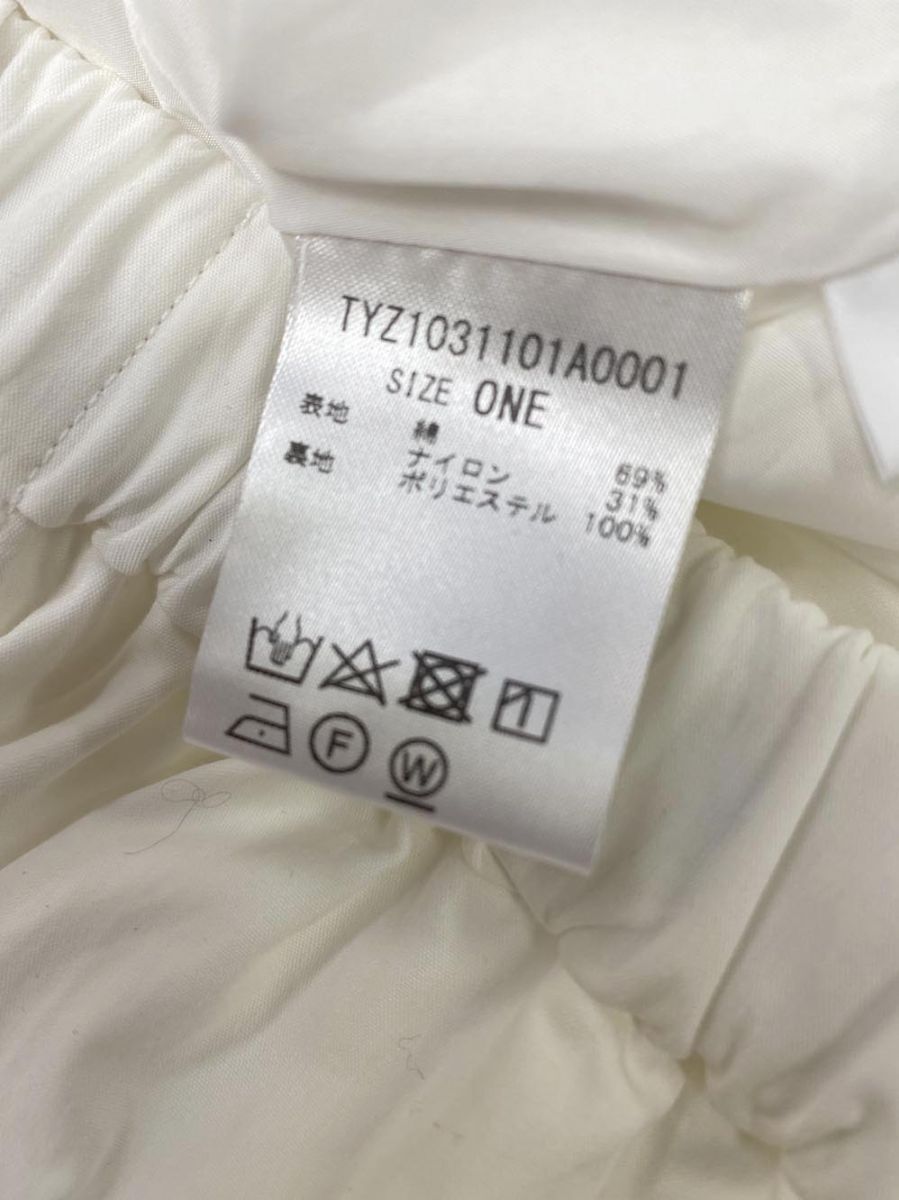 TYZ1031101A0001
SIZE ONE
表地 綿 69%
ナイロン 31%
裏地 ポリエステル 100%
F
W